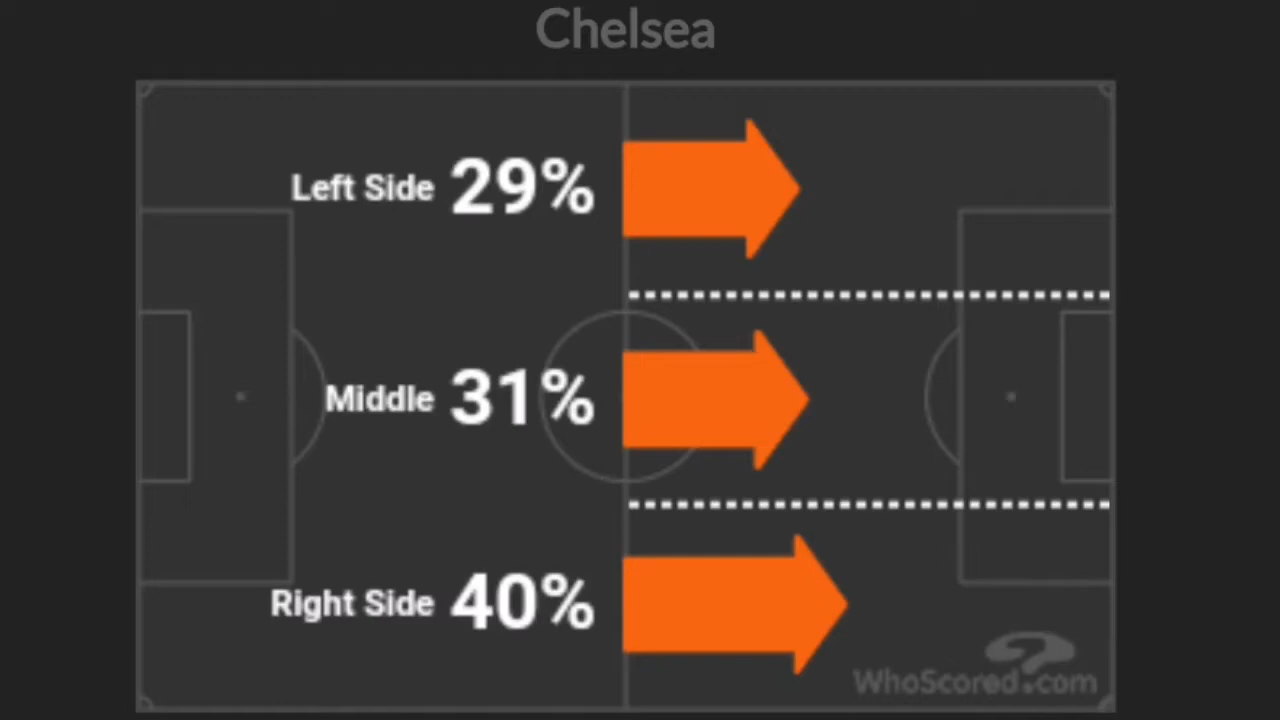 Chelsea
Left Side 29%
Middle 31%
Right Side 40%
WhoScored.com